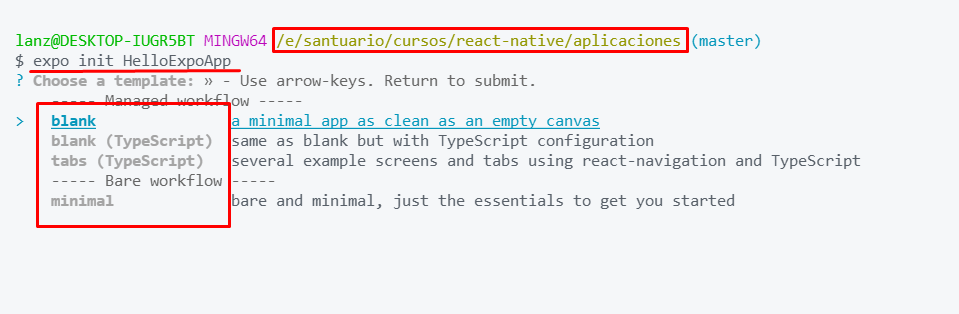 lanz@DESKTOP-IUGR5BT MINGW64 /e/santuario/cursos/react-native/aplicaciones (master)
$ expo init HelloExpoApp
? Choose a template: » - Use arrow-keys. Return to submit.
----- Managed workflow -----
> blank a minimal app as clean as an empty canvas
blank (TypeScript) same as blank but with TypeScript configuration
tabs (TypeScript) several example screens and tabs using react-navigation and TypeScript
----- Bare workflow -----
minimal bare and minimal, just the essentials to get you started